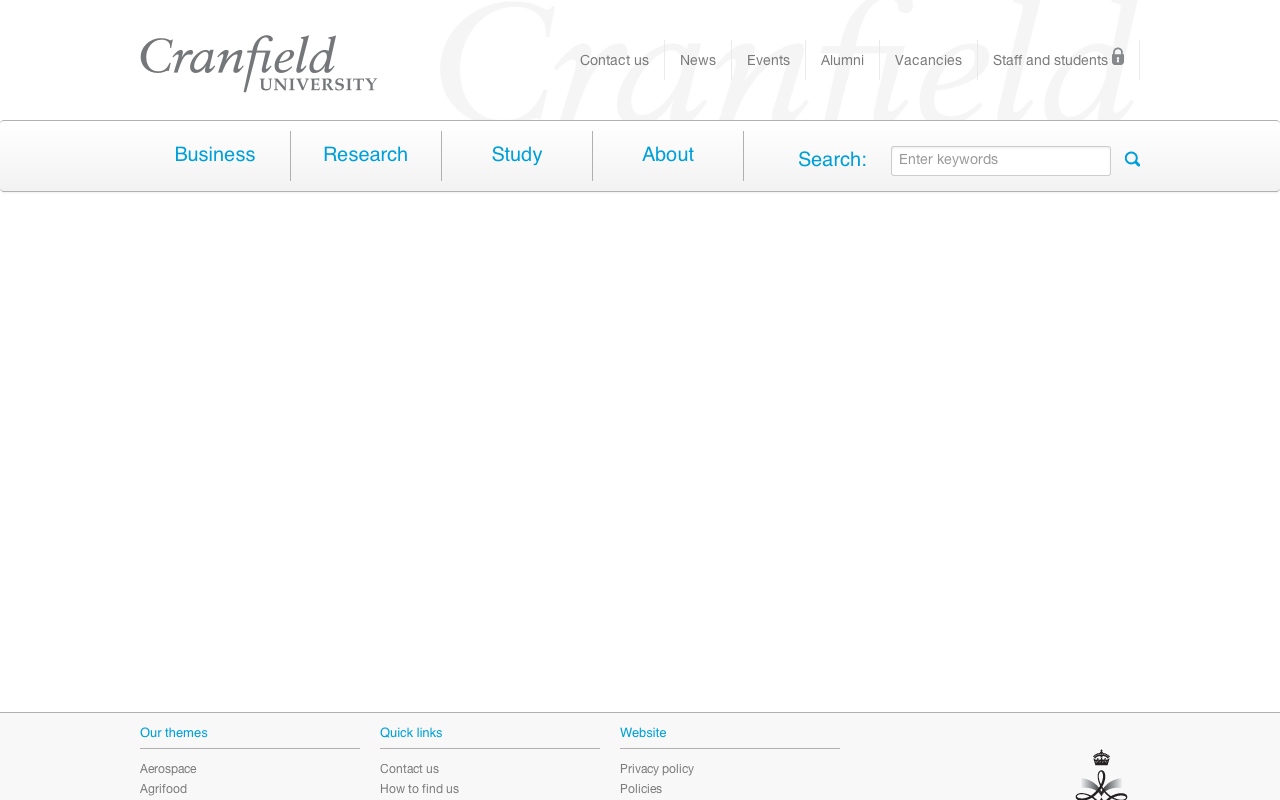 Cranfield
UNIVERSITY
Cranfield
Contact us News Events Alumni Vacancies Staff and students
Business Research Study About Search: Enter keywords
Our themes Quick links Website
Aerospace Contact us Privacy policy
Agrifood How to find us Policies